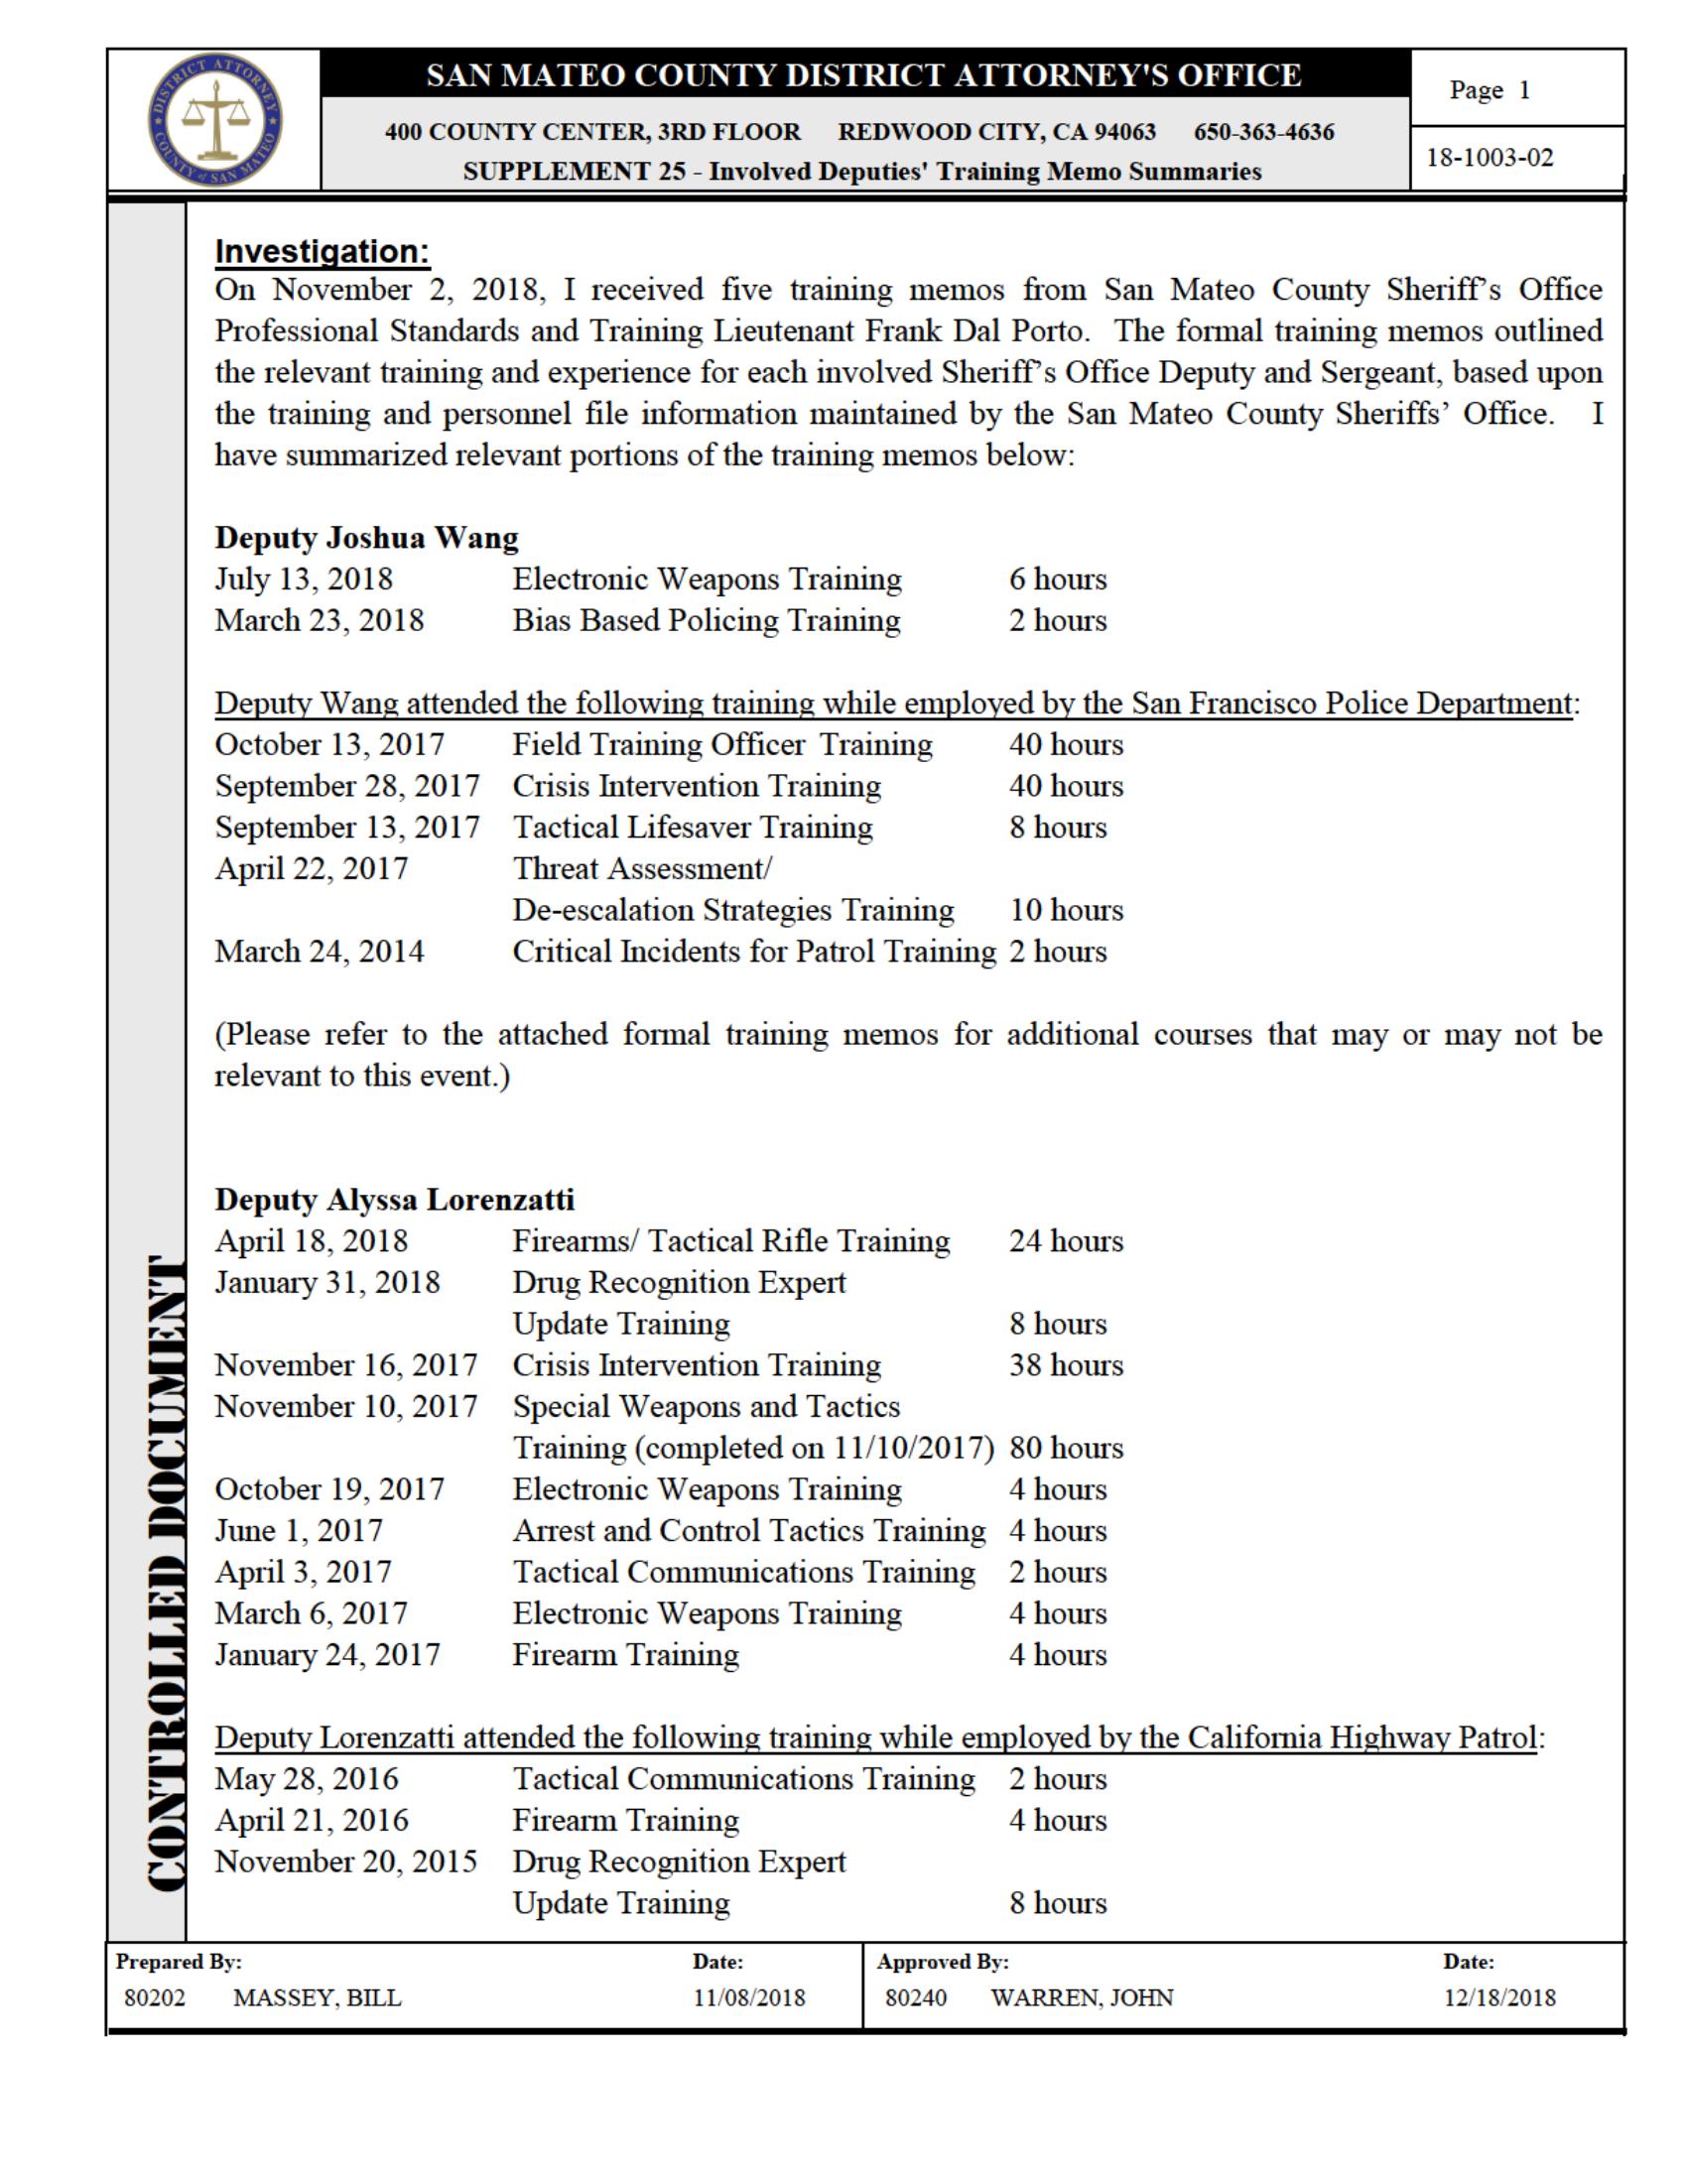 DISTRICT ATTORNEY
COUNTY of SAN MATEO
SAN MATEO COUNTY DISTRICT ATTORNEY'S OFFICE
400 COUNTY CENTER, 3RD FLOOR REDWOOD CITY, CA 94063 650-363-4636
SUPPLEMENT 25 - Involved Deputies' Training Memo Summaries
Page 1
18-1003-02
Investigation:
On November 2, 2018, I received five training memos from San Mateo County Sheriff's Office
Professional Standards and Training Lieutenant Frank Dal Porto. The formal training memos outlined
the relevant training and experience for each involved Sheriff's Office Deputy and Sergeant, based upon
the training and personnel file information maintained by the San Mateo County Sheriffs' Office. I
have summarized relevant portions of the training memos below:
Deputy Joshua Wang
July 13, 2018 Electronic Weapons Training 6 hours
March 23, 2018 Bias Based Policing Training 2 hours
Deputy Wang attended the following training while employed by the San Francisco Police Department:
October 13, 2017 Field Training Officer Training 40 hours
September 28, 2017 Crisis Intervention Training 40 hours
September 13, 2017 Tactical Lifesaver Training 8 hours
April 22, 2017 Threat Assessment/
De-escalation Strategies Training 10 hours
March 24, 2014 Critical Incidents for Patrol Training 2 hours
(Please refer to the attached formal training memos for additional courses that may or may not be
relevant to this event.)
Deputy Alyssa Lorenzatti
April 18, 2018 Firearms/ Tactical Rifle Training 24 hours
January 31, 2018 Drug Recognition Expert
Update Training 8 hours
November 16, 2017 Crisis Intervention Training 38 hours
November 10, 2017 Special Weapons and Tactics
Training (completed on 11/10/2017) 80 hours
October 19, 2017 Electronic Weapons Training 4 hours
June 1, 2017 Arrest and Control Tactics Training 4 hours
April 3, 2017 Tactical Communications Training 2 hours
March 6, 2017 Electronic Weapons Training 4 hours
January 24, 2017 Firearm Training 4 hours
Deputy Lorenzatti attended the following training while employed by the California Highway Patrol:
May 28, 2016 Tactical Communications Training 2 hours
April 21, 2016 Firearm Training 4 hours
November 20, 2015 Drug Recognition Expert
Update Training 8 hours
CONTROLLED DOCUMENT
Prepared By: Date: Approved By: Date:
80202 MASSEY, BILL 11/08/2018 80240 WARREN, JOHN 12/18/2018